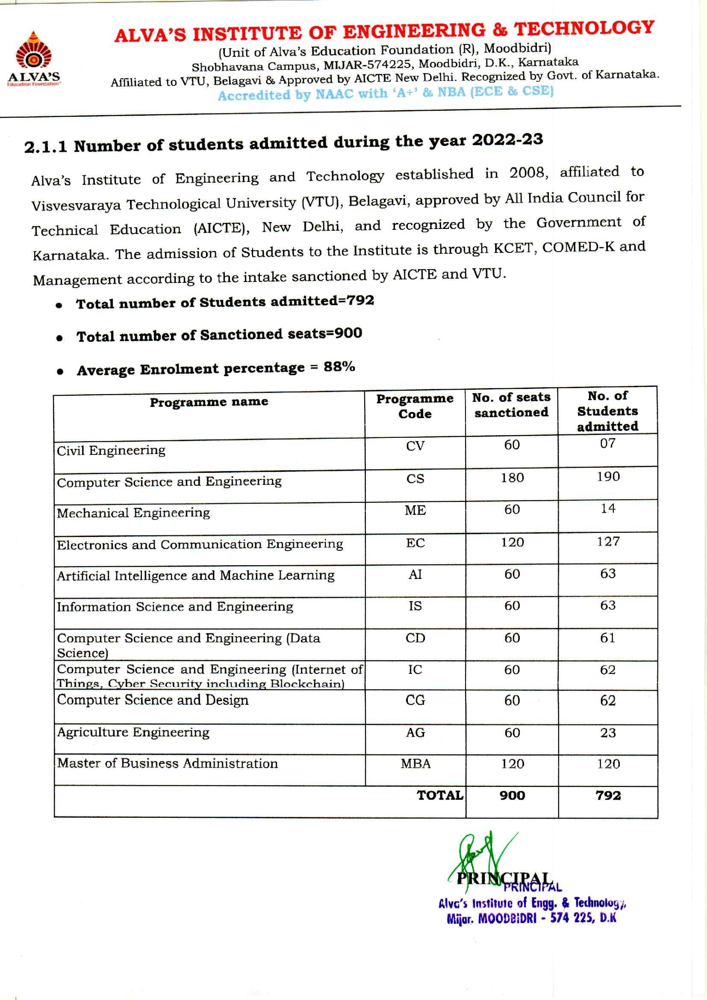 ALVA'S INSTITUTE OF ENGINEERING & TECHNOLOGY
(Unit of Alva's Education Foundation (R), Moodbidri)
Shobhavana Campus, MIJAR-574225, Moodbidri, D.K., Karnataka
Affiliated to VTU, Belagavi & Approved by AICTE New Delhi. Recognized by Govt. of Karnataka.
Accredited by NAAC with 'A+' & NBA (ECE & CSE)
ALVA'S
Education Foundation®
2.1.1 Number of students admitted during the year 2022-23
Alva's Institute of Engineering and Technology established in 2008, affiliated to
Visvesvaraya Technological University (VTU), Belagavi, approved by All India Council for
Technical Education (AICTE), New Delhi, and recognized by the Government of
Karnataka. The admission of Students to the Institute is through KCET, COMED-K and
Management according to the intake sanctioned by AICTE and VTU.
• Total number of Students admitted=792
• Total number of Sanctioned seats=900
• Average Enrolment percentage = 88%
Programme name Programme Code No. of seats sanctioned No. of Students admitted
Civil Engineering CV 60 07
Computer Science and Engineering CS 180 190
Mechanical Engineering ME 60 14
Electronics and Communication Engineering EC 120 127
Artificial Intelligence and Machine Learning AI 60 63
Information Science and Engineering IS 60 63
Computer Science and Engineering (Data Science) CD 60 61
Computer Science and Engineering (Internet of Things, Cyber Security including Blockchain) IC 60 62
Computer Science and Design CG 60 62
Agriculture Engineering AG 60 23
Master of Business Administration MBA 120 120
TOTAL 900 792
PRINCIPAL
PRINCIPAL
Alva's Institute of Engg. & Technology,
Mijar, MOODBIDRI - 574 225, D.K